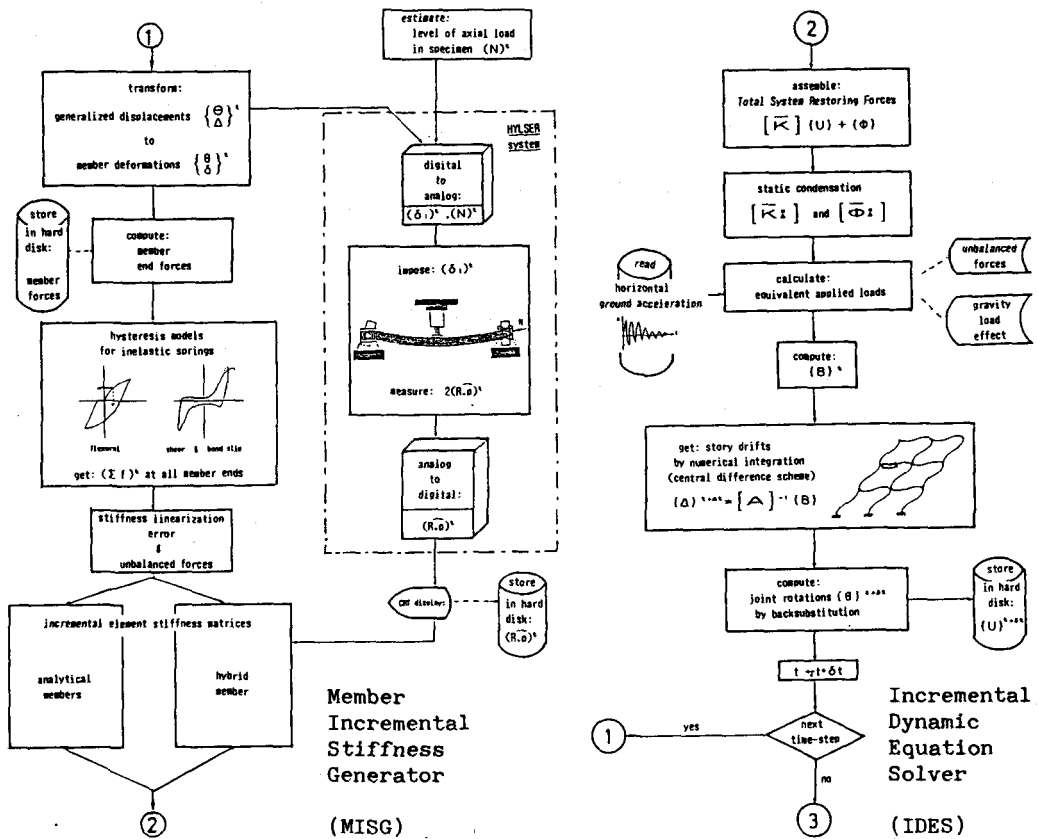 1
transform:
generalized displacements {Θ Δ}ᵗ
to
member deformations {θ δ}ᵗ
store
in hard
disk:
member
forces
compute:
member
end forces
hysteresis models
for inelastic springs
flexural
shear & bond slip
get: (Σ f)ᵗ at all member ends
stiffness linearization
error
&
unbalanced forces
incremental element stiffness matrices
analytical
members
hybrid
member
2
estimate:
level of axial load
in specimen (N)ᵗ
HYLSER
system
digital
to
analog:
(δ₁)ᵗ,(N)ᵗ
impose: (δ₁)ᵗ
N
measure:
analog
to
digital:
CRT display:
store
in hard
disk:
Member
Incremental
Stiffness
Generator
(MISG)
2
assemble:
Total System Restoring Forces
[K̅] {U} + {Φ}
static condensation
[K̅ɪ] and [Φ̅ɪ]
read
horizontal
ground acceleration
calculate:
equivalent applied loads
unbalanced
forces
gravity
load
effect
compute:
{B}ᵗ
get: story drifts
by numerical integration
(central difference scheme)
{Δ}ᵗ⁺ᐞᵗ = [A]⁻¹ {B}
compute:
joint rotations {θ}ᵗ⁺ᐞᵗ
by backsubstitution
store
in hard
disk:
{U}ᵗ⁺ᐞᵗ
next
time-step
yes
1
no
3
Incremental
Dynamic
Equation
Solver
(IDES)